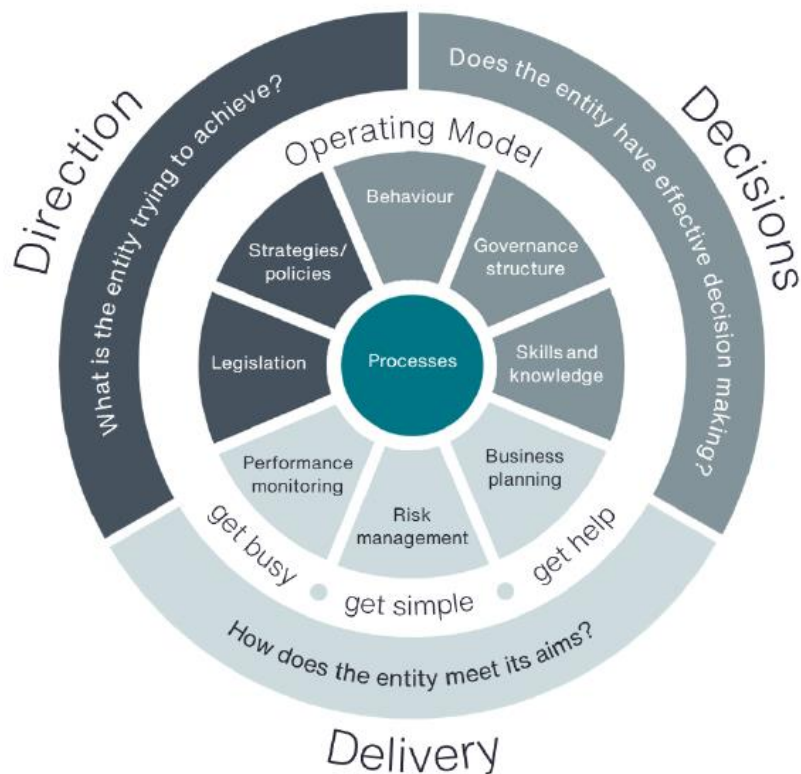 Direction
What is the entity trying to achieve?
Decisions
Does the entity have effective decision making?
Operating Model
Behaviour
Governance
structure
Skills and
knowledge
Business
planning
Risk
management
Performance
monitoring
Legislation
Strategies/
policies
Processes
get busy
get simple
get help
How does the entity meet its aims?
Delivery